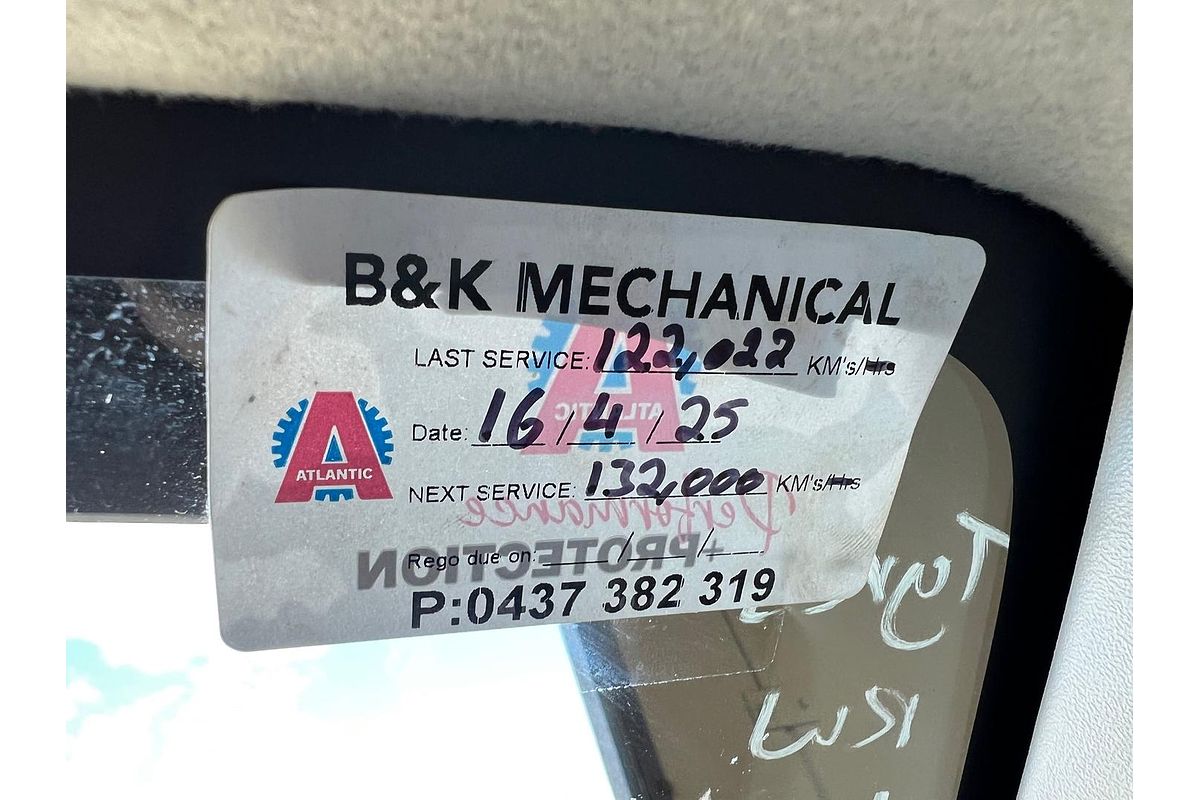 B&K MECHANICAL
LAST SERVICE: 122,022 KM's/Hrs
Date: 16/4/25
ATLANTIC
NEXT SERVICE: 132,000 KM's/Hrs
Performance
Rego due on: / /
+PROTECTION
P:0437 382 319
ATLANTIC